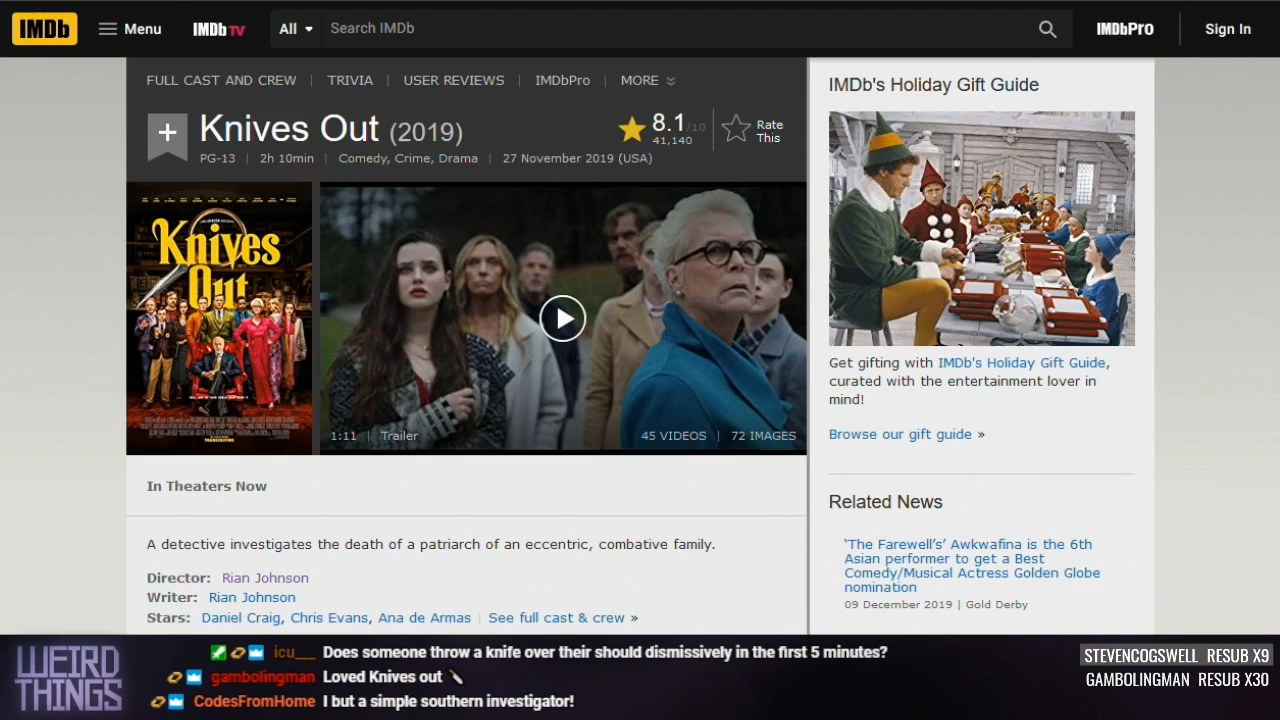 IMDb Menu IMDb TV All Search IMDb IMDbPro Sign In
FULL CAST AND CREW | TRIVIA | USER REVIEWS | IMDbPro | MORE
+ Knives Out (2019)
8.1/10
41,140
Rate
This
PG-13 | 2h 10min | Comedy, Crime, Drama | 27 November 2019 (USA)
Knives
Out
1:11 | Trailer
45 VIDEOS | 72 IMAGES
In Theaters Now
A detective investigates the death of a patriarch of an eccentric, combative family.
Director: Rian Johnson
Writer: Rian Johnson
Stars: Daniel Craig, Chris Evans, Ana de Armas | See full cast & crew »
IMDb's Holiday Gift Guide
Get gifting with IMDb's Holiday Gift Guide,
curated with the entertainment lover in
mind!
Browse our gift guide »
Related News
‘The Farewell’s’ Awkwafina is the 6th
Asian performer to get a Best
Comedy/Musical Actress Golden Globe
nomination
09 December 2019 | Gold Derby
WEIRD
THINGS
icu___ Does someone throw a knife over their should dismissively in the first 5 minutes?
gambolingman Loved Knives out
CodesFromHome I but a simple southern investigator!
STEVENCOGSWELL RESUB X9
GAMBOLINGMAN RESUB X30